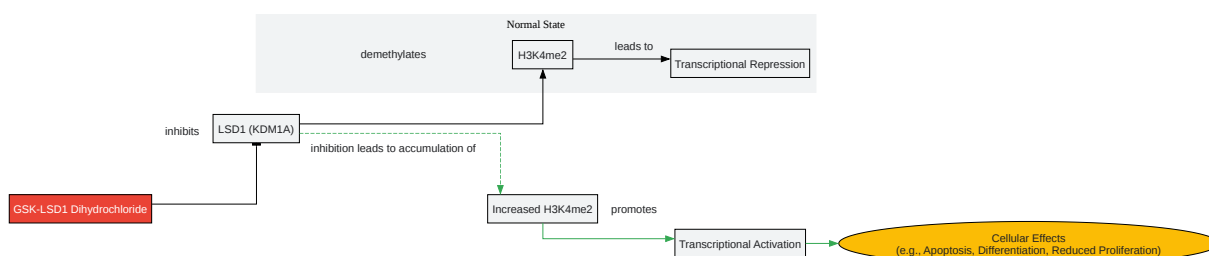 Normal State
demethylates
H3K4me2
leads to
Transcriptional Repression
inhibits
LSD1 (KDM1A)
inhibition leads to accumulation of
GSK-LSD1 Dihydrochloride
Increased H3K4me2
promotes
Transcriptional Activation
Cellular Effects
(e.g., Apoptosis, Differentiation, Reduced Proliferation)